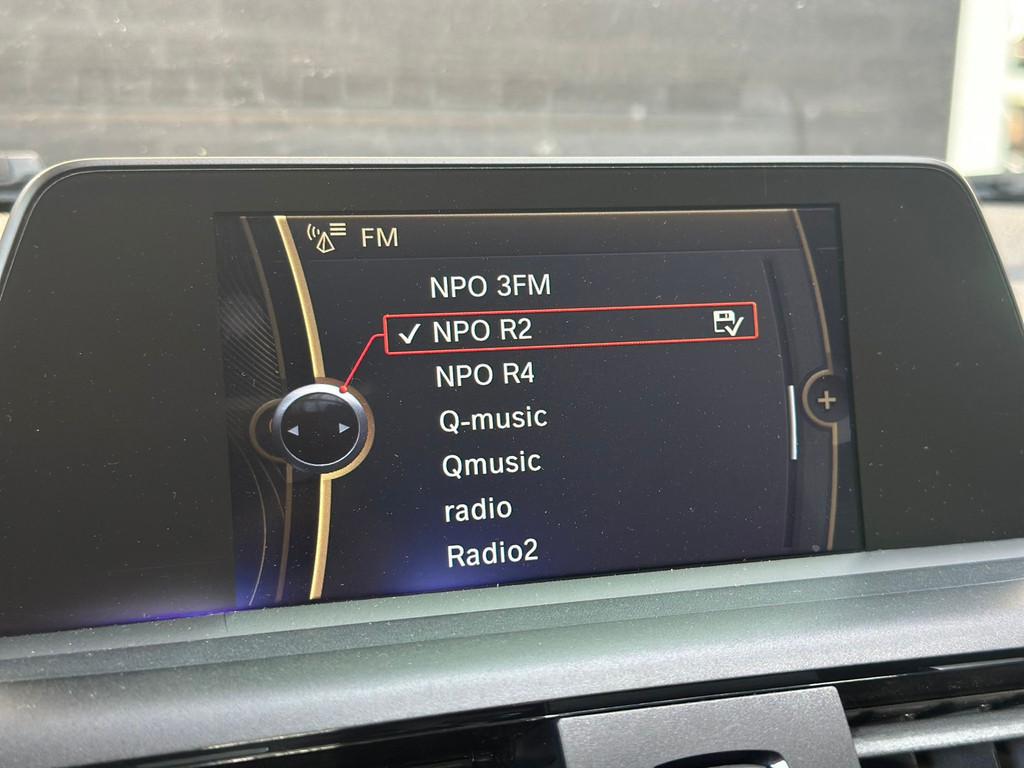 FM
NPO 3FM
NPO R2
NPO R4
Q-music
Qmusic
radio
Radio2